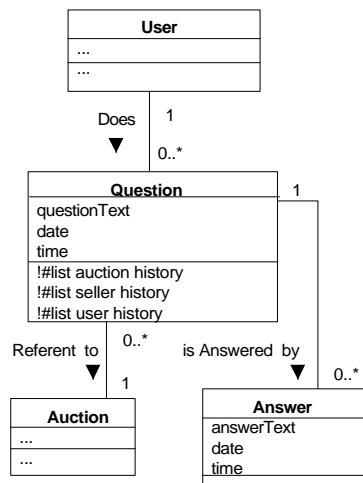 User
...
...
Does
1
0..*
Question
1
questionText
date
time
!#list auction history
!#list seller history
!#list user history
Referent to
0..*
is Answered by
1
0..*
Auction
...
...
Answer
answerText
date
time